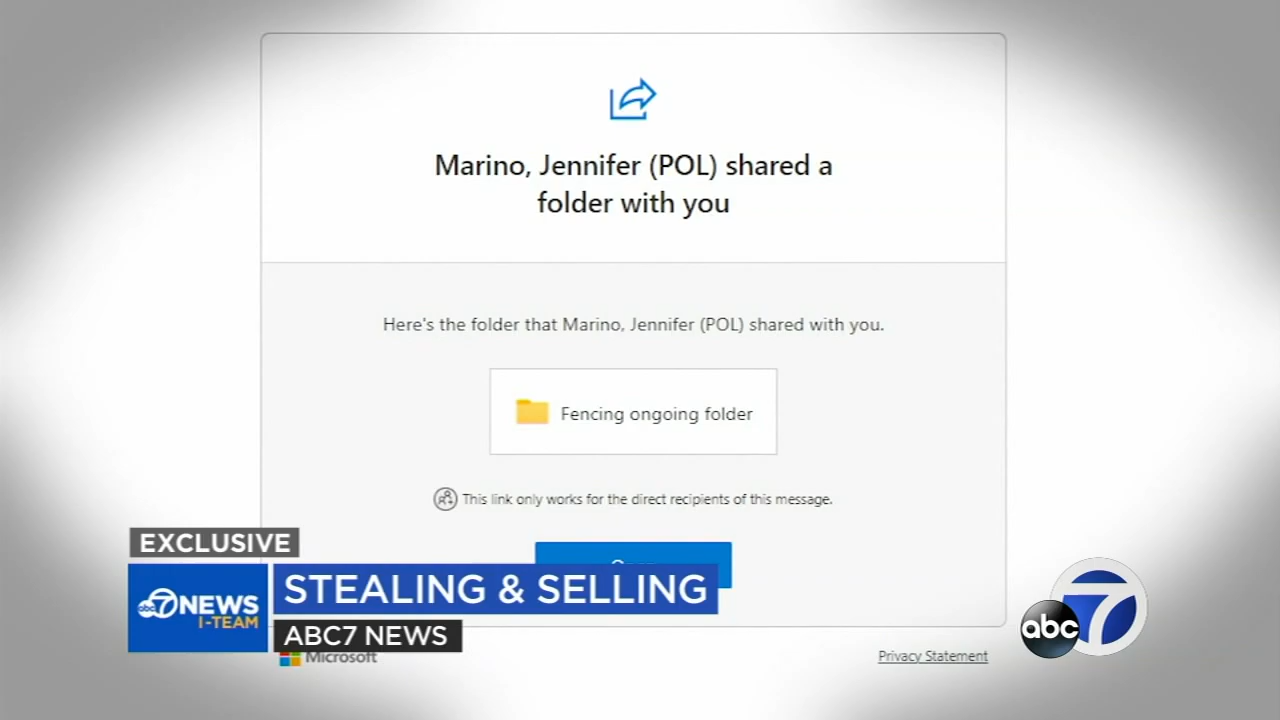 Marino, Jennifer (POL) shared a
folder with you
Here's the folder that Marino, Jennifer (POL) shared with you.
Fencing ongoing folder
This link only works for the direct recipients of this message.
EXCLUSIVE
abc7 NEWS
I-TEAM
STEALING & SELLING
ABC7 NEWS
Microsoft
Privacy Statement
abc 7